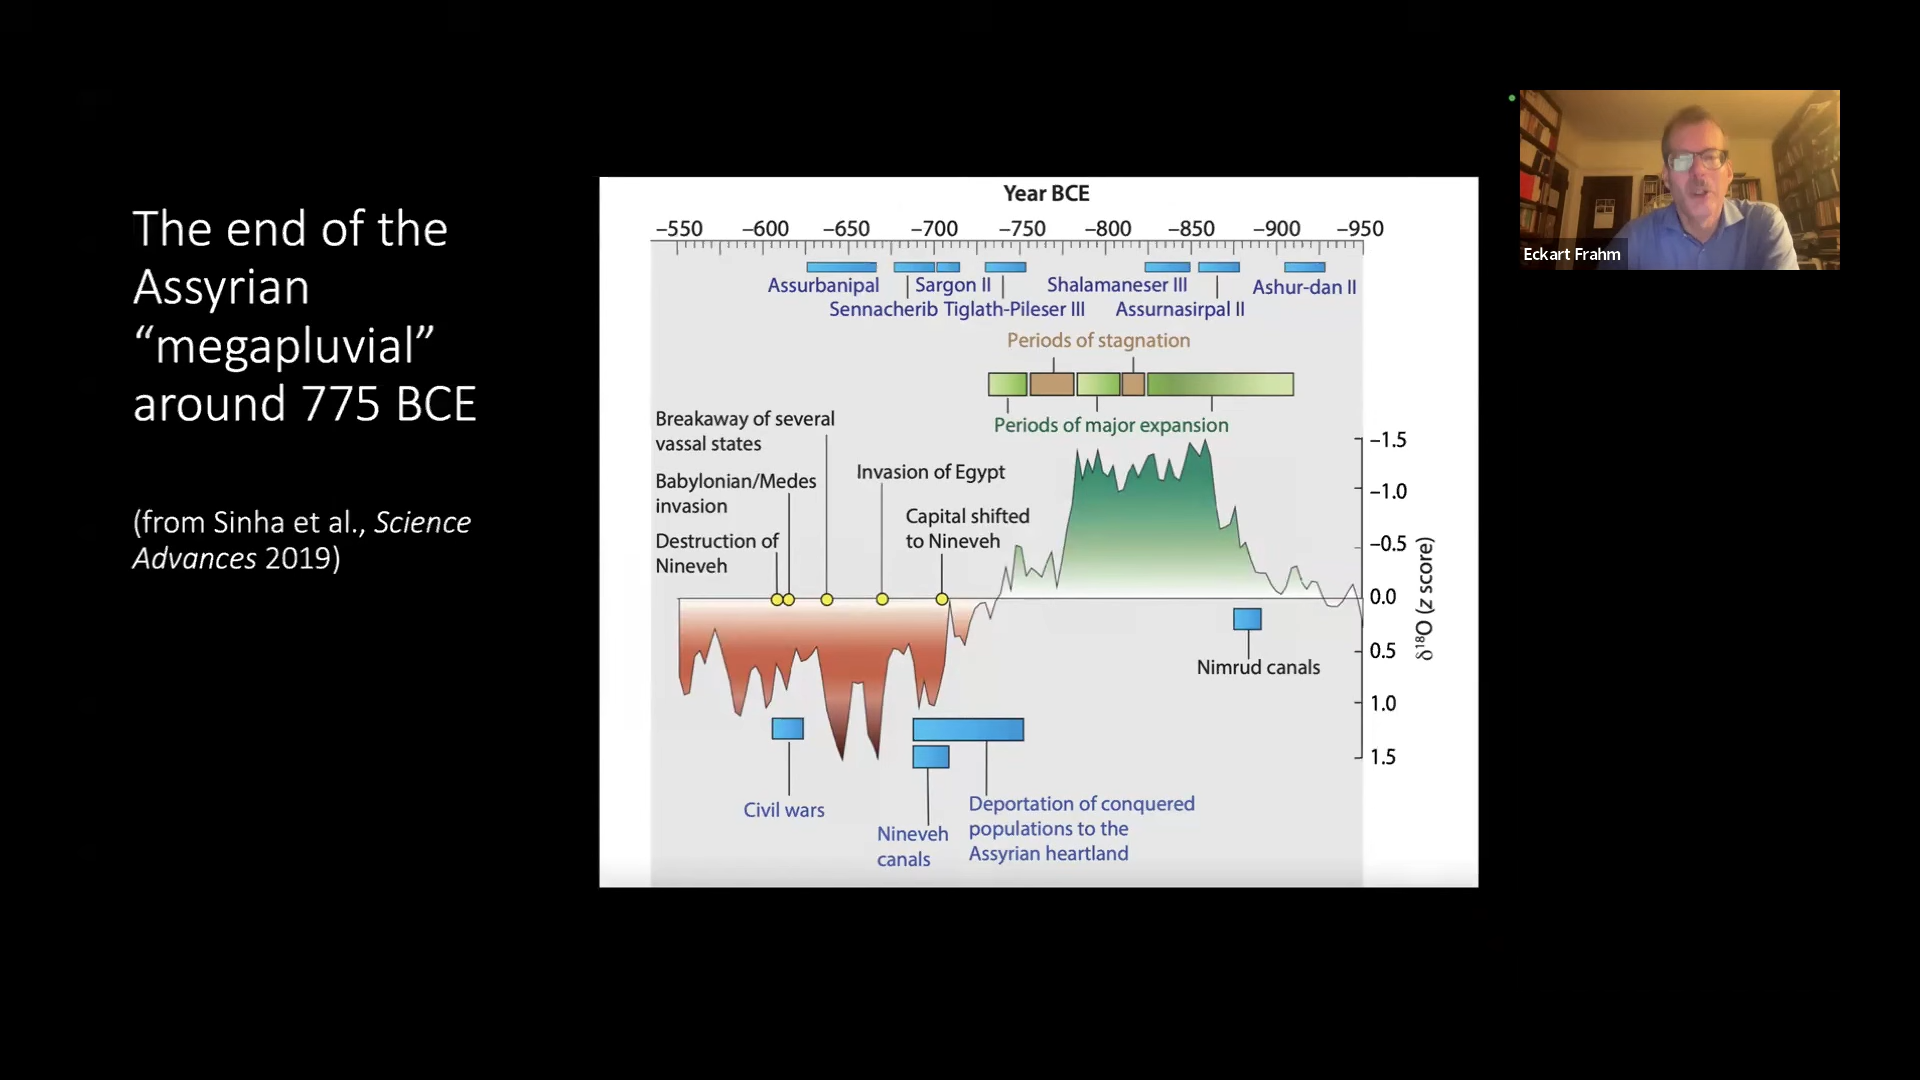 The end of the
Assyrian
“megapluvial”
around 775 BCE
(from Sinha et al., Science
Advances 2019)
Year BCE
–550 –600 –650 –700 –750 –800 –850 –900 –950
Assurbanipal Sargon II Shalamaneser III Ashur-dan II
Sennacherib Tiglath-Pileser III Assurnasirpal II
Periods of stagnation
Periods of major expansion
Breakaway of several
vassal states
Babylonian/Medes
invasion
Destruction of
Nineveh
Invasion of Egypt
Capital shifted
to Nineveh
–1.5
–1.0
–0.5
0.0
0.5
1.0
1.5
δ¹⁸O (z score)
Nimrud canals
Civil wars
Nineveh
canals
Deportation of conquered
populations to the
Assyrian heartland
Eckart Frahm